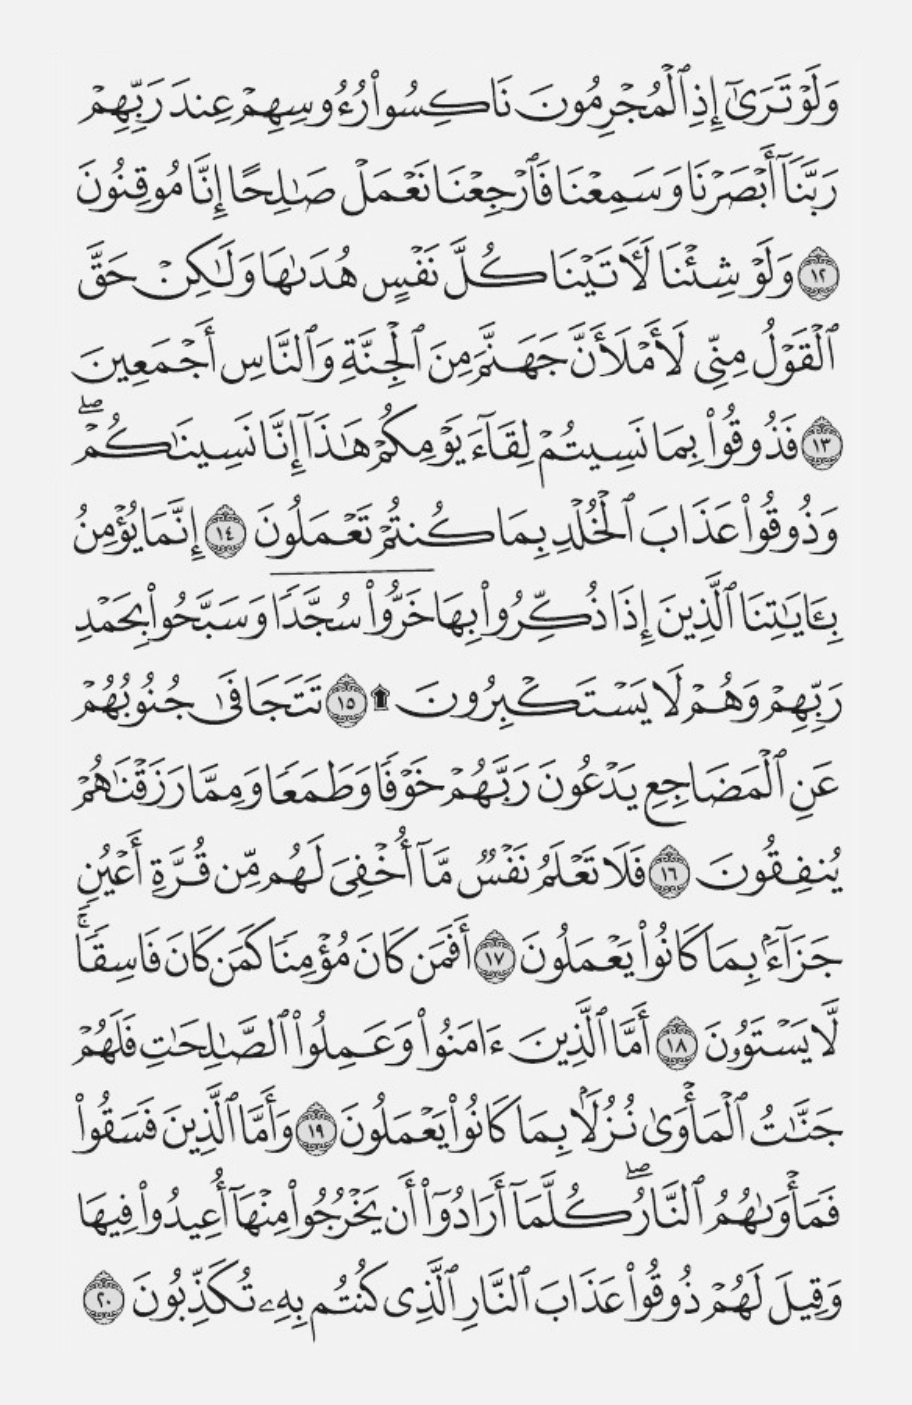 وَلَوْ تَرَىٰٓ إِذِ ٱلْمُجْرِمُونَ نَاكِسُوا۟ رُءُوسِهِمْ عِندَ رَبِّهِمْ
رَبَّنَآ أَبْصَرْنَا وَسَمِعْنَا فَٱرْجِعْنَا نَعْمَلْ صَـٰلِحًا إِنَّا مُوقِنُونَ
١٢ وَلَوْ شِئْنَا لَـَٔاتَيْنَا كُلَّ نَفْسٍ هُدَىٰهَا وَلَـٰكِنْ حَقَّ
ٱلْقَوْلُ مِنِّى لَأَمْلَأَنَّ جَهَنَّمَ مِنَ ٱلْجِنَّةِ وَٱلنَّاسِ أَجْمَعِينَ
١٣ فَذُوقُوا۟ بِمَا نَسِيتُمْ لِقَآءَ يَوْمِكُمْ هَـٰذَآ إِنَّا نَسِينَـٰكُمْ ۖ
وَذُوقُوا۟ عَذَابَ ٱلْخُلْدِ بِمَا كُنتُمْ تَعْمَلُونَ ١٤ إِنَّمَا يُؤْمِنُ
بِـَٔايَـٰتِنَا ٱلَّذِينَ إِذَا ذُكِّرُوا۟ بِهَا خَرُّوا۟ سُجَّدًا وَسَبَّحُوا۟ بِحَمْدِ
رَبِّهِمْ وَهُمْ لَا يَسْتَكْبِرُونَ ۩ ١٥ تَتَجَافَىٰ جُنُوبُهُمْ
عَنِ ٱلْمَضَاجِعِ يَدْعُونَ رَبَّهُمْ خَوْفًا وَطَمَعًا وَمِمَّا رَزَقْنَـٰهُمْ
يُنفِقُونَ ١٦ فَلَا تَعْلَمُ نَفْسٌ مَّآ أُخْفِىَ لَهُم مِّن قُرَّةِ أَعْيُنٍ
جَزَآءًۢ بِمَا كَانُوا۟ يَعْمَلُونَ ١٧ أَفَمَن كَانَ مُؤْمِنًا كَمَن كَانَ فَاسِقًا ۚ
لَّا يَسْتَوُۥنَ ١٨ أَمَّا ٱلَّذِينَ ءَامَنُوا۟ وَعَمِلُوا۟ ٱلصَّـٰلِحَـٰتِ فَلَهُمْ
جَنَّـٰتُ ٱلْمَأْوَىٰ نُزُلًۢا بِمَا كَانُوا۟ يَعْمَلُونَ ١٩ وَأَمَّا ٱلَّذِينَ فَسَقُوا۟
فَمَأْوَىٰهُمُ ٱلنَّارُ ۖ كُلَّمَآ أَرَادُوٓا۟ أَن يَخْرُجُوا۟ مِنْهَآ أُعِيدُوا۟ فِيهَا
وَقِيلَ لَهُمْ ذُوقُوا۟ عَذَابَ ٱلنَّارِ ٱلَّذِى كُنتُم بِهِۦ تُكَذِّبُونَ ٢٠